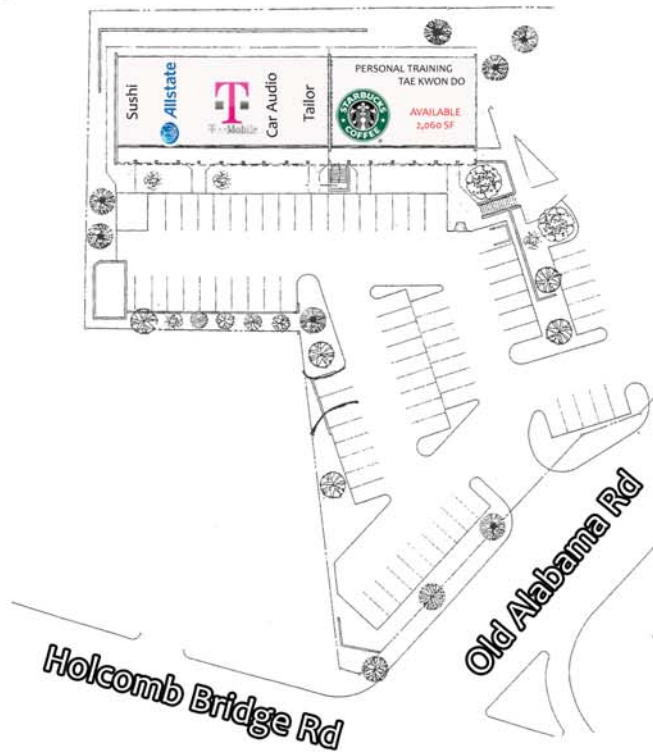 Sushi
Allstate
T
T · ·Mobile·
Car Audio
Tailor
PERSONAL TRAINING
TAE KWON DO
STARBUCKS
COFFEE
AVAILABLE
2,060 SF
Old Alabama Rd
Holcomb Bridge Rd